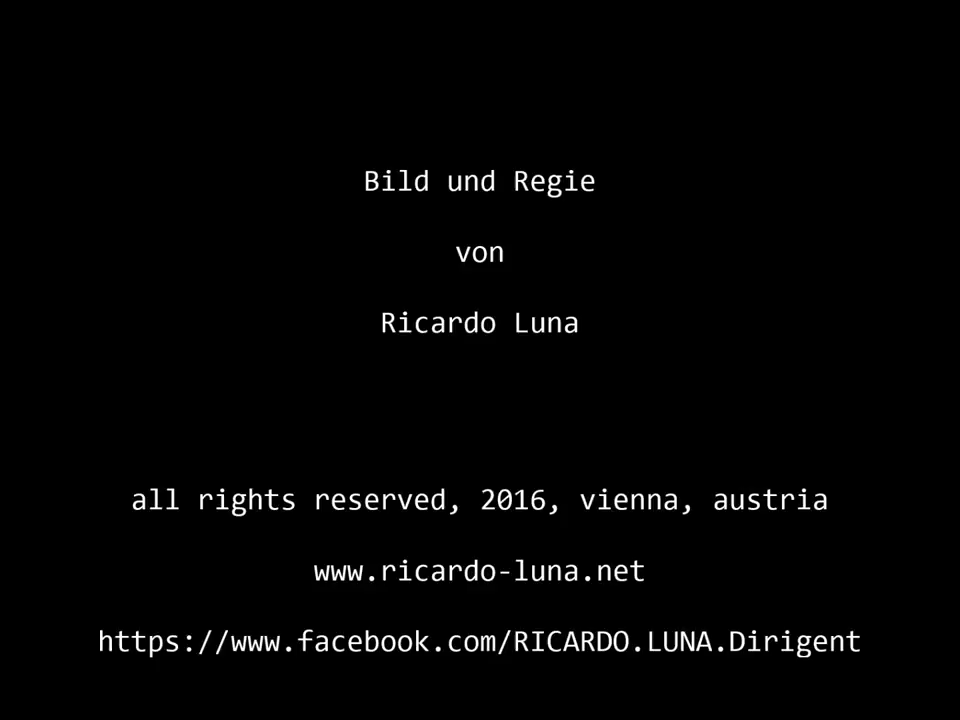 Bild und Regie
von
Ricardo Luna
all rights reserved, 2016, vienna, austria
www.ricardo-luna.net
https://www.facebook.com/RICARDO.LUNA.Dirigent